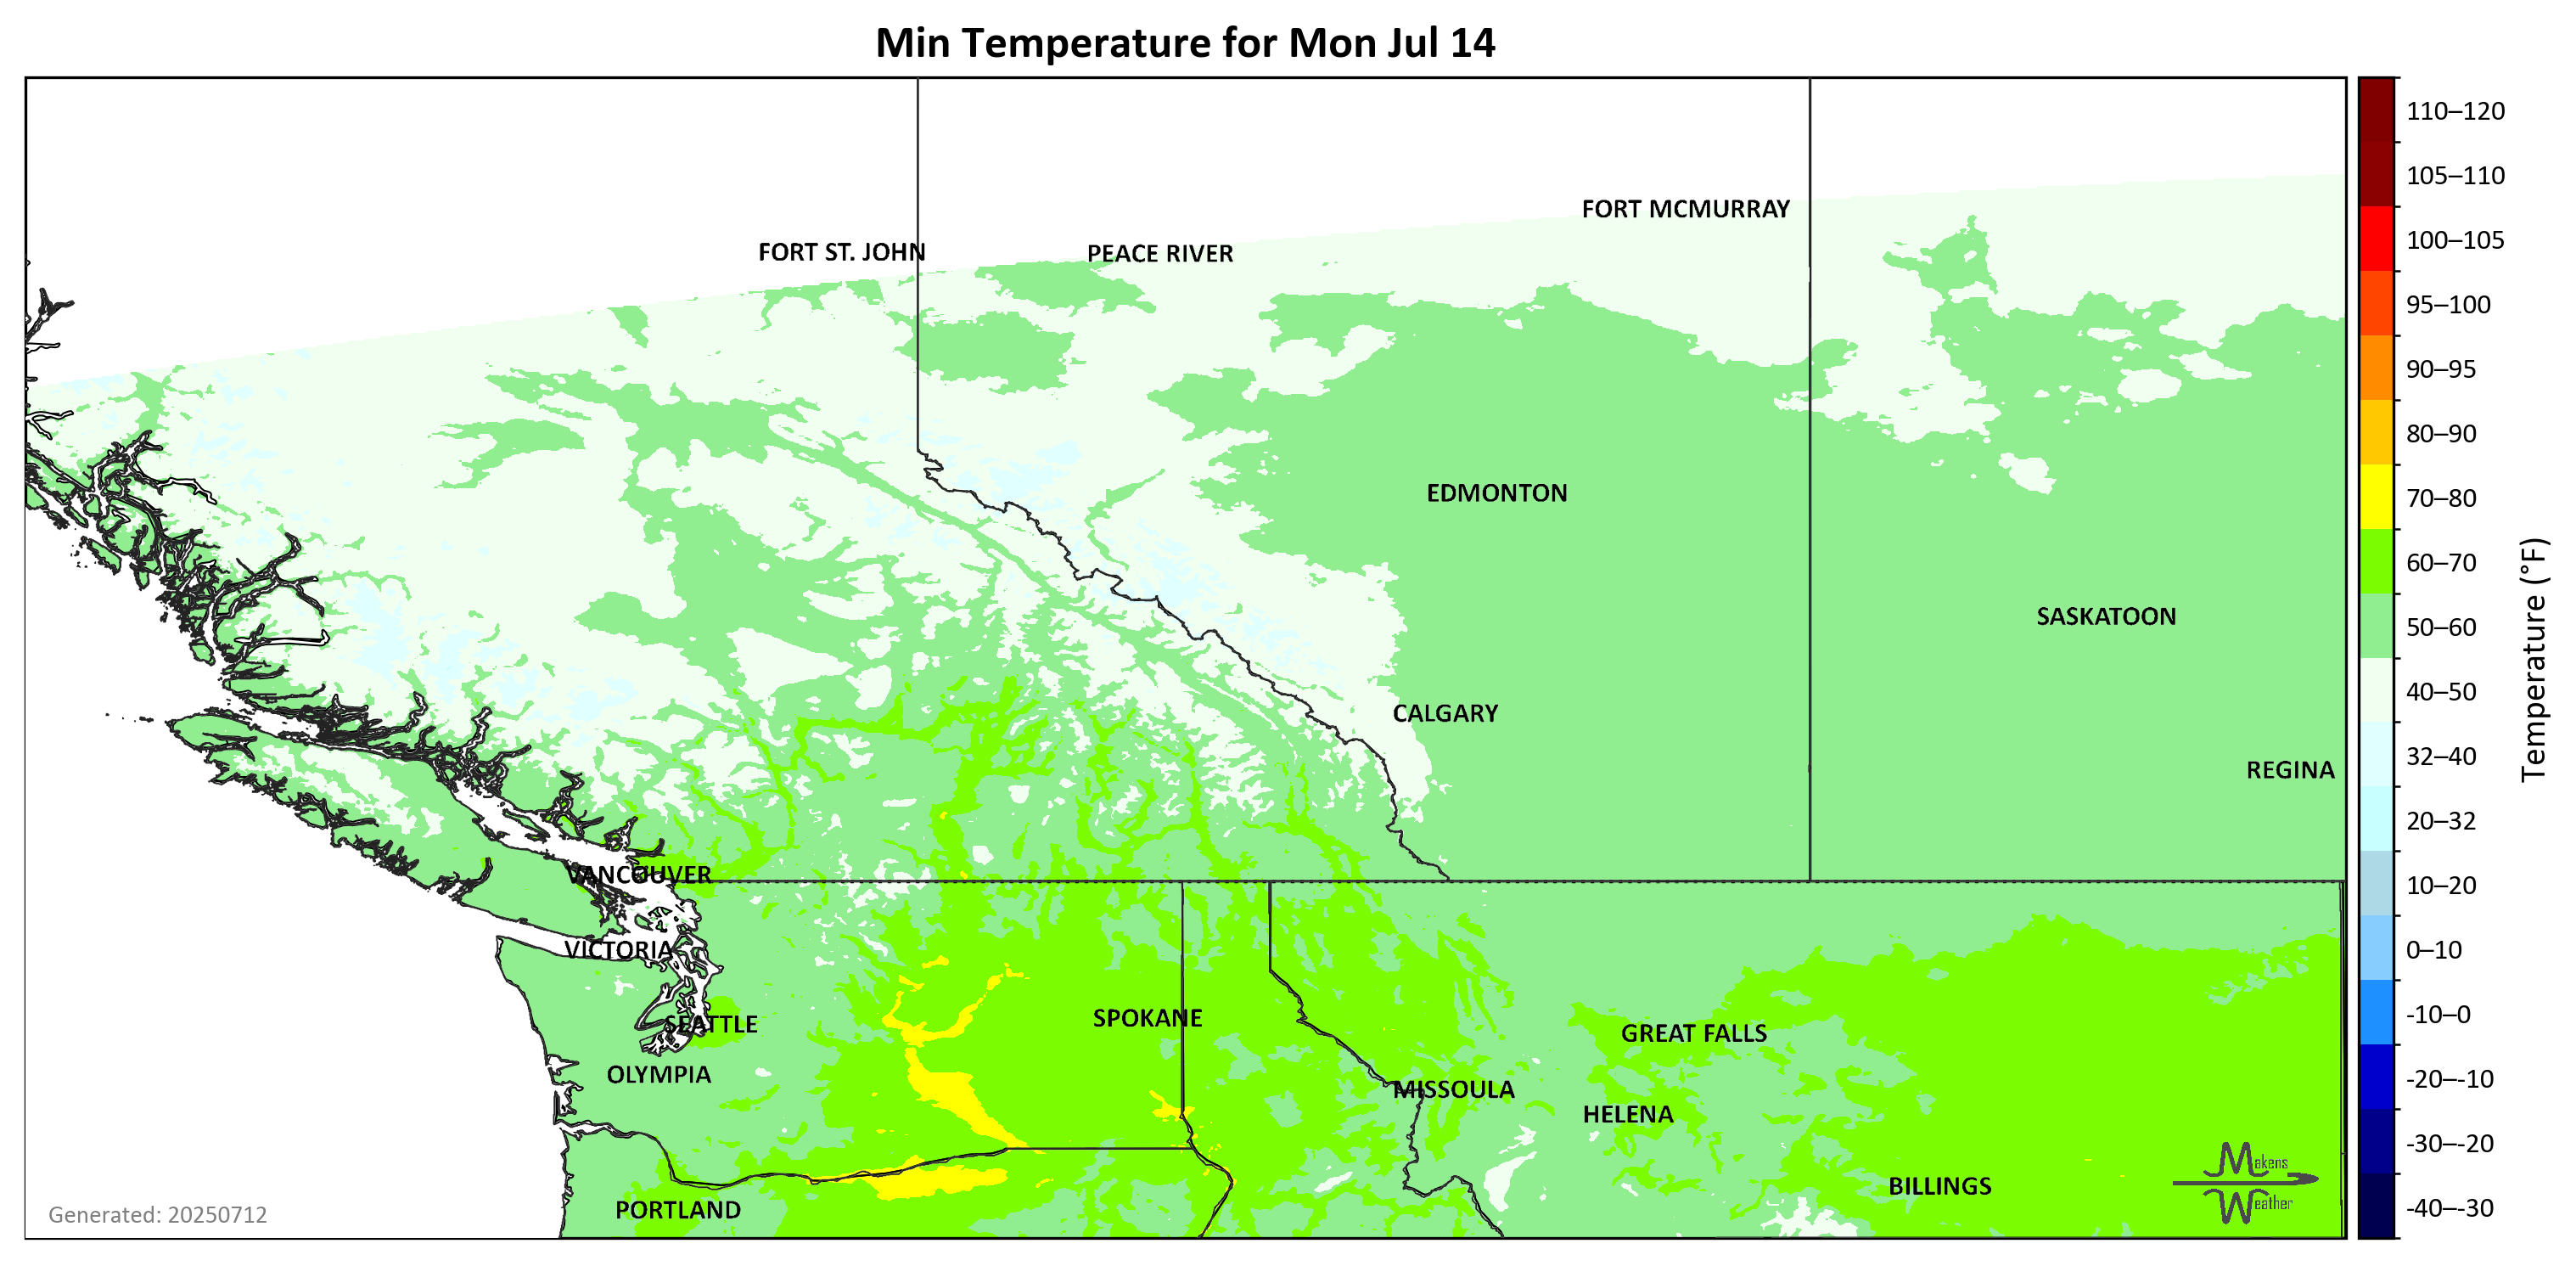 Min Temperature for Mon Jul 14
FORT MCMURRAY
FORT ST. JOHN
PEACE RIVER
EDMONTON
SASKATOON
CALGARY
REGINA
VANCOUVER
VICTORIA
SEATTLE
SPOKANE
GREAT FALLS
OLYMPIA
MISSOULA
HELENA
BILLINGS
PORTLAND
Makens
Weather
Generated: 20250712
110–120
105–110
100–105
95–100
90–95
80–90
70–80
60–70
50–60
40–50
32–40
20–32
10–20
0–10
-10–0
-20–-10
-30–-20
-40–-30
Temperature (°F)